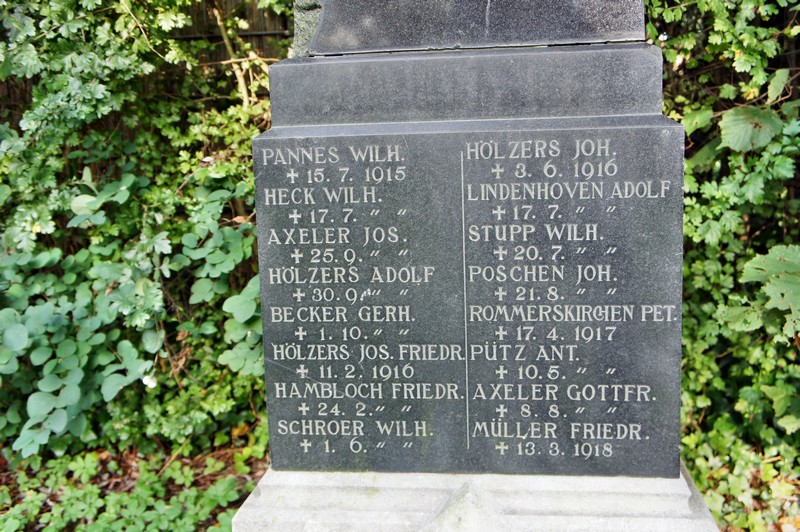 PANNES WILH.
✝ 15. 7. 1915
HECK WILH.
✝ 17. 7. " "
AXELER JOS.
✝ 25. 9. " "
HÖLZERS ADOLF
✝ 30. 9. " "
BECKER GERH.
✝ 1. 10. " "
HÖLZERS JOS. FRIEDR.
✝ 11. 2. 1916
HAMBLOCH FRIEDR.
✝ 24. 2. " "
SCHROER WILH.
✝ 1. 6. " "
HÖLZERS JOH.
✝ 3. 6. 1916
LINDENHOVEN ADOLF
✝ 17. 7. " "
STUPP WILH.
✝ 20. 7. " "
POSCHEN JOH.
✝ 21. 8. " "
ROMMERSKIRCHEN PET.
✝ 17. 4. 1917
PÜTZ ANT.
✝ 10. 5. " "
AXELER GOTTFR.
✝ 8. 8. " "
MÜLLER FRIEDR.
✝ 13. 3. 1918